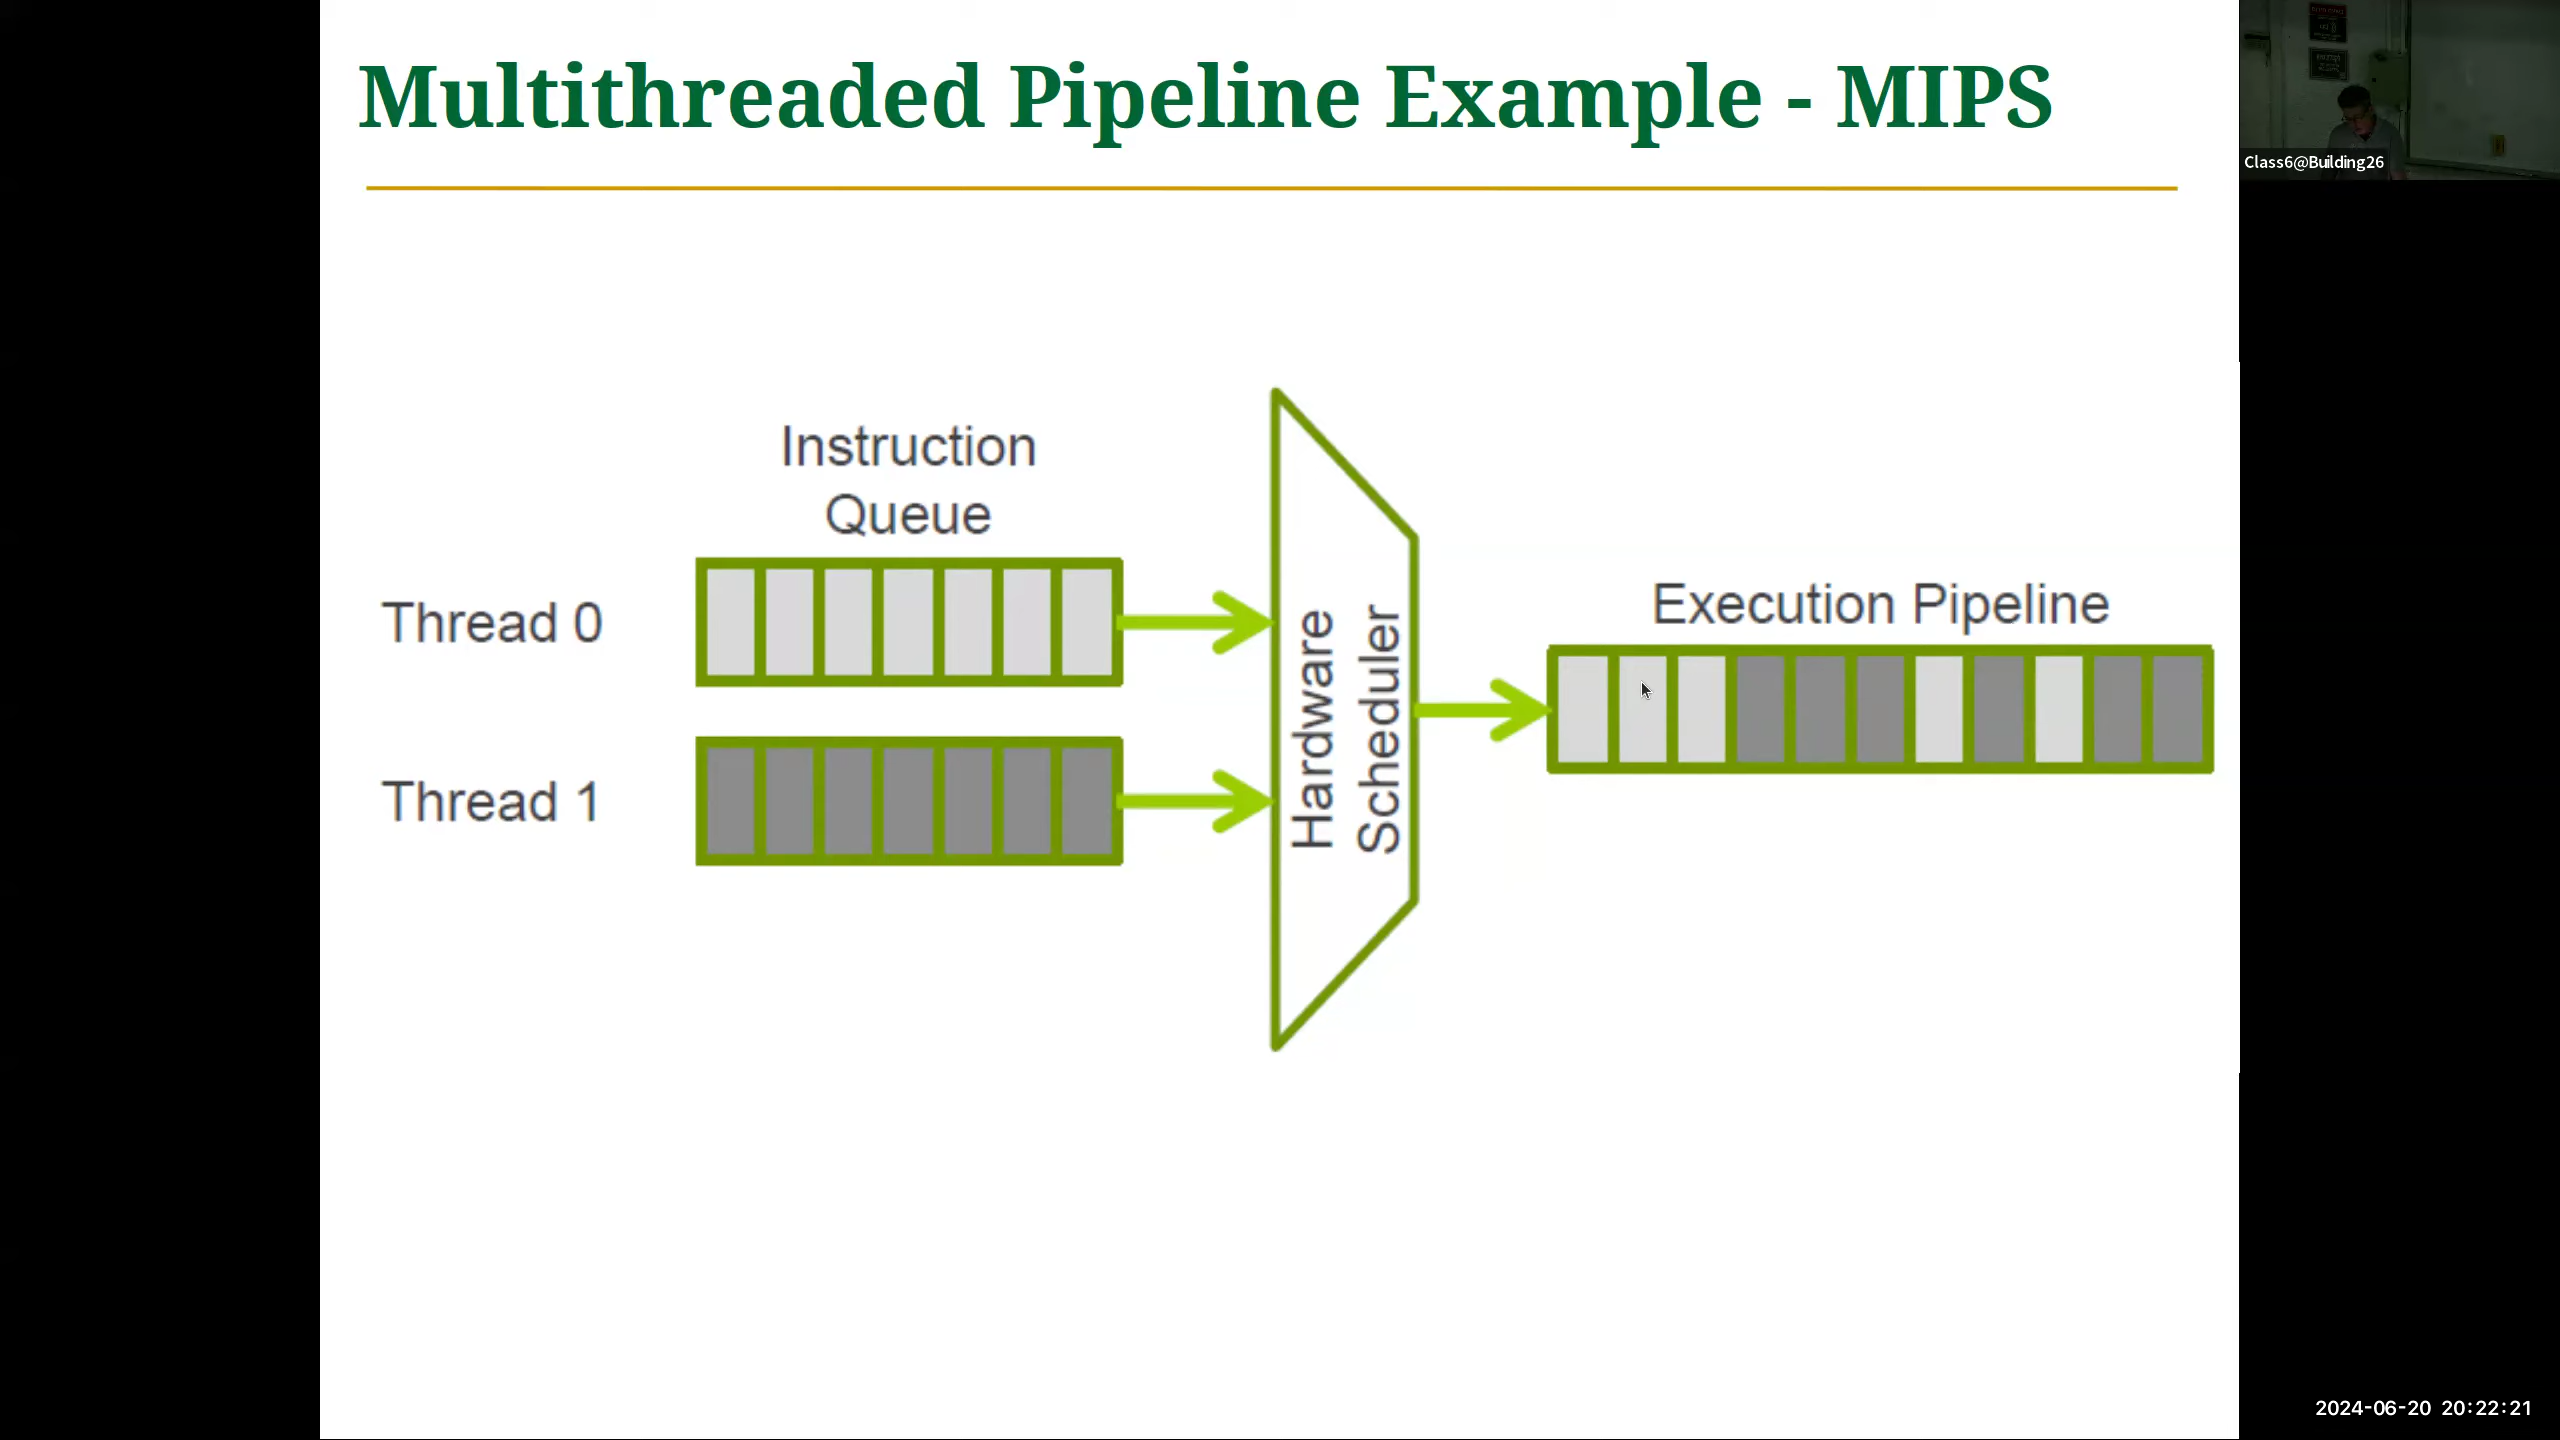 Multithreaded Pipeline Example - MIPS
Class6@Building26
Instruction
Queue
Thread 0
Thread 1
Hardware
Scheduler
Execution Pipeline
2024-06-20 20:22:21